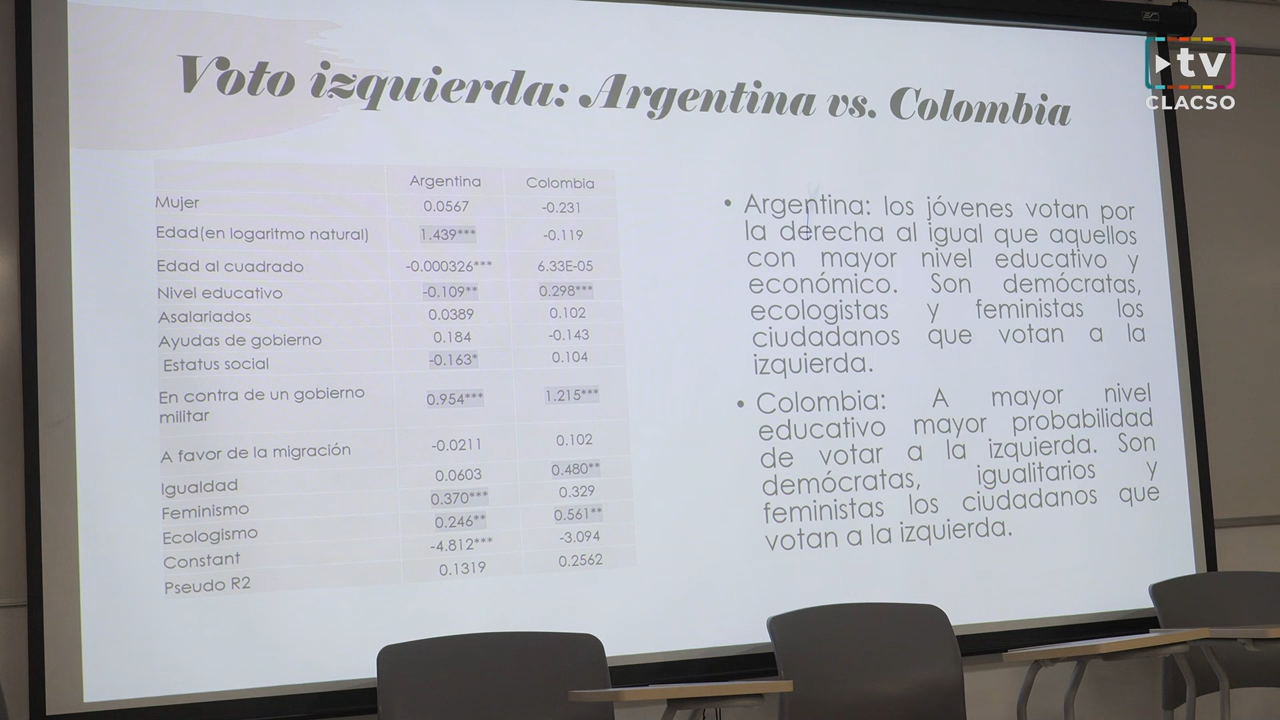 tv
CLACSO
Voto izquierda: Argentina vs. Colombia
Argentina Colombia
Mujer 0.0567 -0.231
Edad(en logaritmo natural) 1.439*** -0.119
Edad al cuadrado -0.000326*** 6.33E-05
Nivel educativo -0.109** 0.298***
Asalariados 0.0389 0.102
Ayudas de gobierno 0.184 -0.143
Estatus social -0.163* 0.104
En contra de un gobierno
militar 0.954*** 1.215***
A favor de la migración -0.0211 0.102
Igualdad 0.0603 0.480**
Feminismo 0.370*** 0.329
Ecologismo 0.246** 0.561**
Constant -4.812*** -3.094
Pseudo R2 0.1319 0.2562
• Argentina: los jóvenes votan por
la derecha al igual que aquellos
con mayor nivel educativo y
económico. Son demócratas,
ecologistas y feministas los
ciudadanos que votan a la
izquierda.
• Colombia: A mayor nivel
educativo mayor probabilidad
de votar a la izquierda. Son
demócratas, igualitarios y
feministas los ciudadanos que
votan a la izquierda.